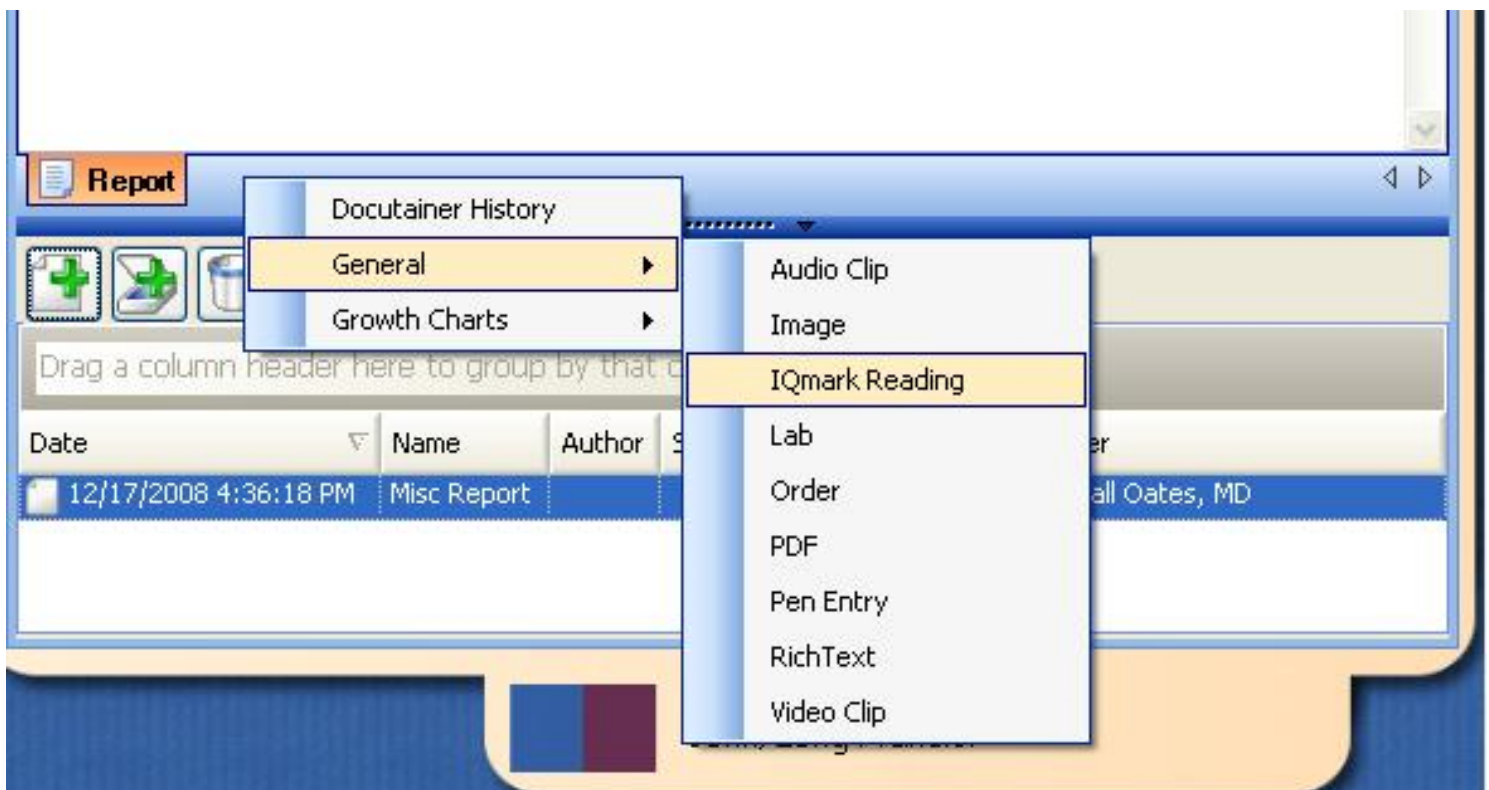 Report
Docutainer History
General
Growth Charts
Audio Clip
Image
IQmark Reading
Lab
Order
PDF
Pen Entry
RichText
Video Clip
Drag a column header here to group by that
Date Name Author
12/17/2008 4:36:18 PM Misc Report all Oates, MD